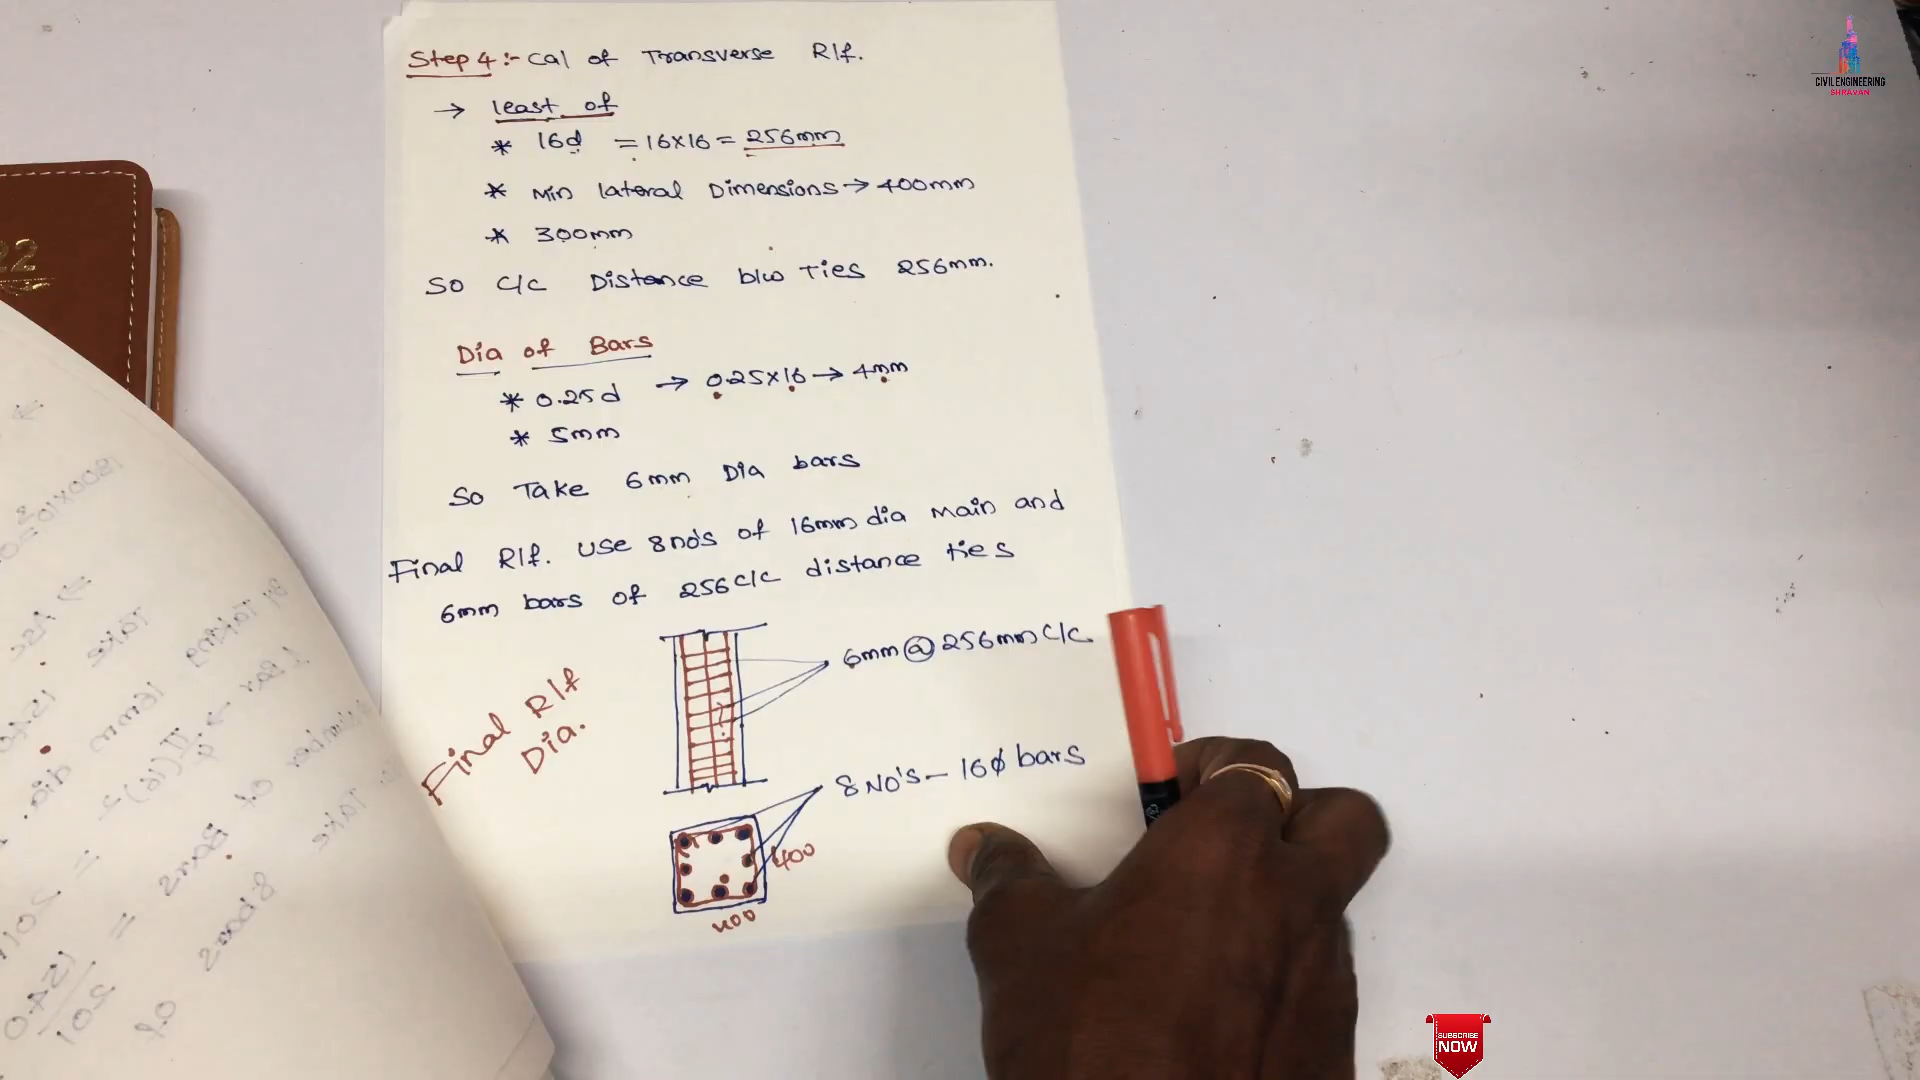 CIVIL ENGINEERING
SHRAVAN
Step 4:- Cal of Transverse R/f.
→ least of
* 16d = 16×16 = 256mm
* Min lateral Dimensions → 400mm
* 300mm
So C/C Distance b/w Ties 256mm.
Dia of Bars
* 0.25d → 0.25×16 → 4mm
* 5mm
So Take 6mm Dia bars
Final R/f. Use 8no's of 16mm dia main and
6mm bars of 256 C/C distance ties
Final R/f
Dia.
6mm @ 256mm C/C.
8 NO's - 16ϕ bars
400
400
22
SUBSCRIBE
NOW